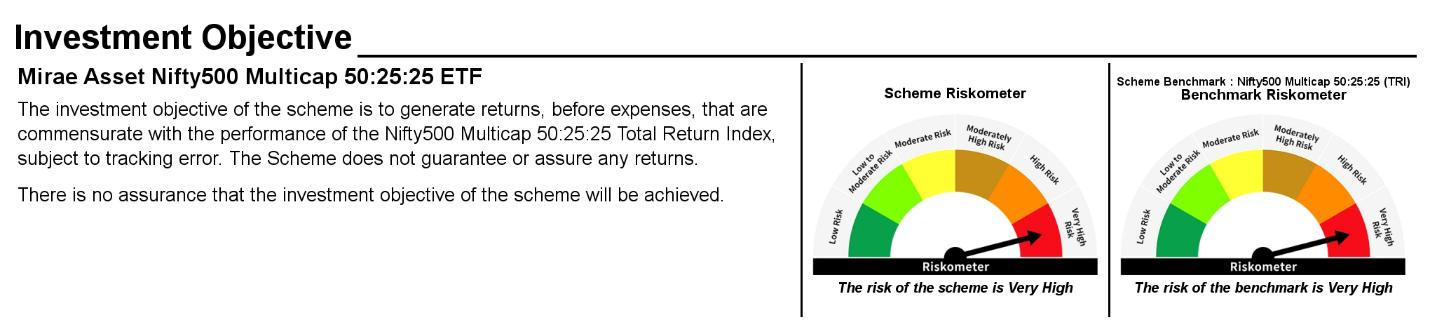 Investment Objective
Mirae Asset Nifty500 Multicap 50:25:25 ETF
The investment objective of the scheme is to generate returns, before expenses, that are
commensurate with the performance of the Nifty500 Multicap 50:25:25 Total Return Index,
subject to tracking error. The Scheme does not guarantee or assure any returns.
There is no assurance that the investment objective of the scheme will be achieved.
Scheme Riskometer
Low Risk
Low to
Moderate Risk
Moderate Risk
Moderately
High Risk
High Risk
Very High
Risk
Riskometer
The risk of the scheme is Very High
Scheme Benchmark : Nifty500 Multicap 50:25:25 (TRI)
Benchmark Riskometer
Low Risk
Low to
Moderate Risk
Moderate Risk
Moderately
High Risk
High Risk
Very High
Risk
Riskometer
The risk of the benchmark is Very High